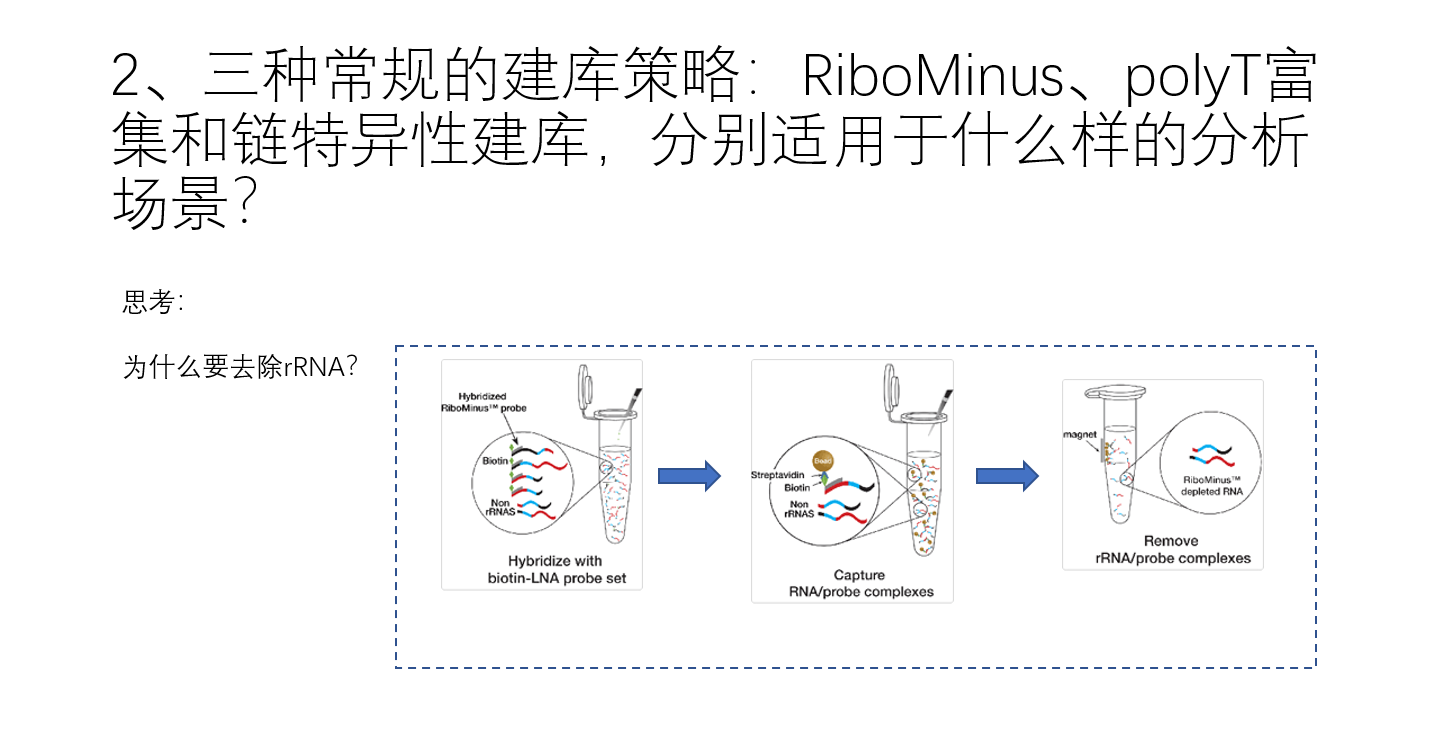 2、三种常规的建库策略：RiboMinus、polyT富
集和链特异性建库，分别适用于什么样的分析
场景？
思考：
为什么要去除rRNA？
Hybridized
RiboMinus™ probe
Biotin
Non
rRNAS
Hybridize with
biotin-LNA probe set
Bead
Streptavidin
Biotin
Non
rRNAS
Capture
RNA/probe complexes
magnet
RiboMinus™
depleted RNA
Remove
rRNA/probe complexes